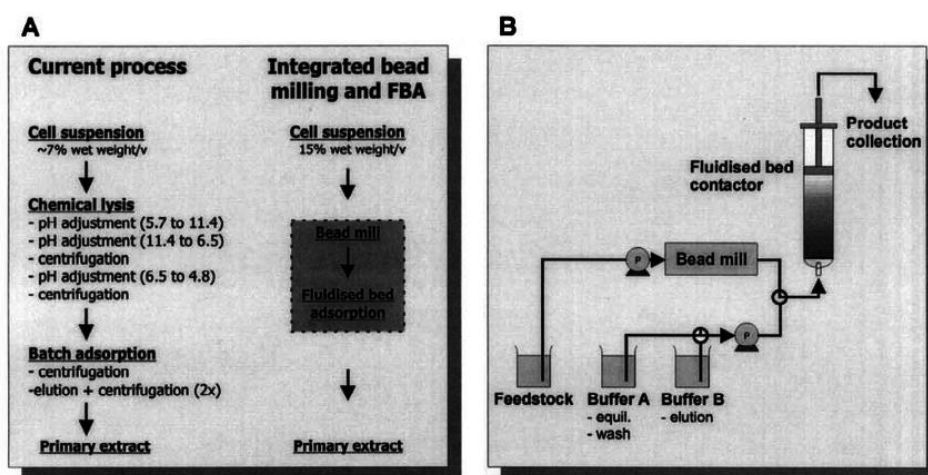 A
Current process
Cell suspension
~7% wet weight/v
Chemical lysis
- pH adjustment (5.7 to 11.4)
- pH adjustment (11.4 to 6.5)
- centrifugation
- pH adjustment (6.5 to 4.8)
- centrifugation
Batch adsorption
- centrifugation
-elution + centrifugation (2x)
Primary extract
Integrated bead
milling and FBA
Cell suspension
15% wet weight/v
Bead mill
Fluidised bed
adsorption
Primary extract
B
Product
collection
Fluidised bed
contactor
P
Bead mill
P
Feedstock
Buffer A
- equil.
- wash
Buffer B
- elution